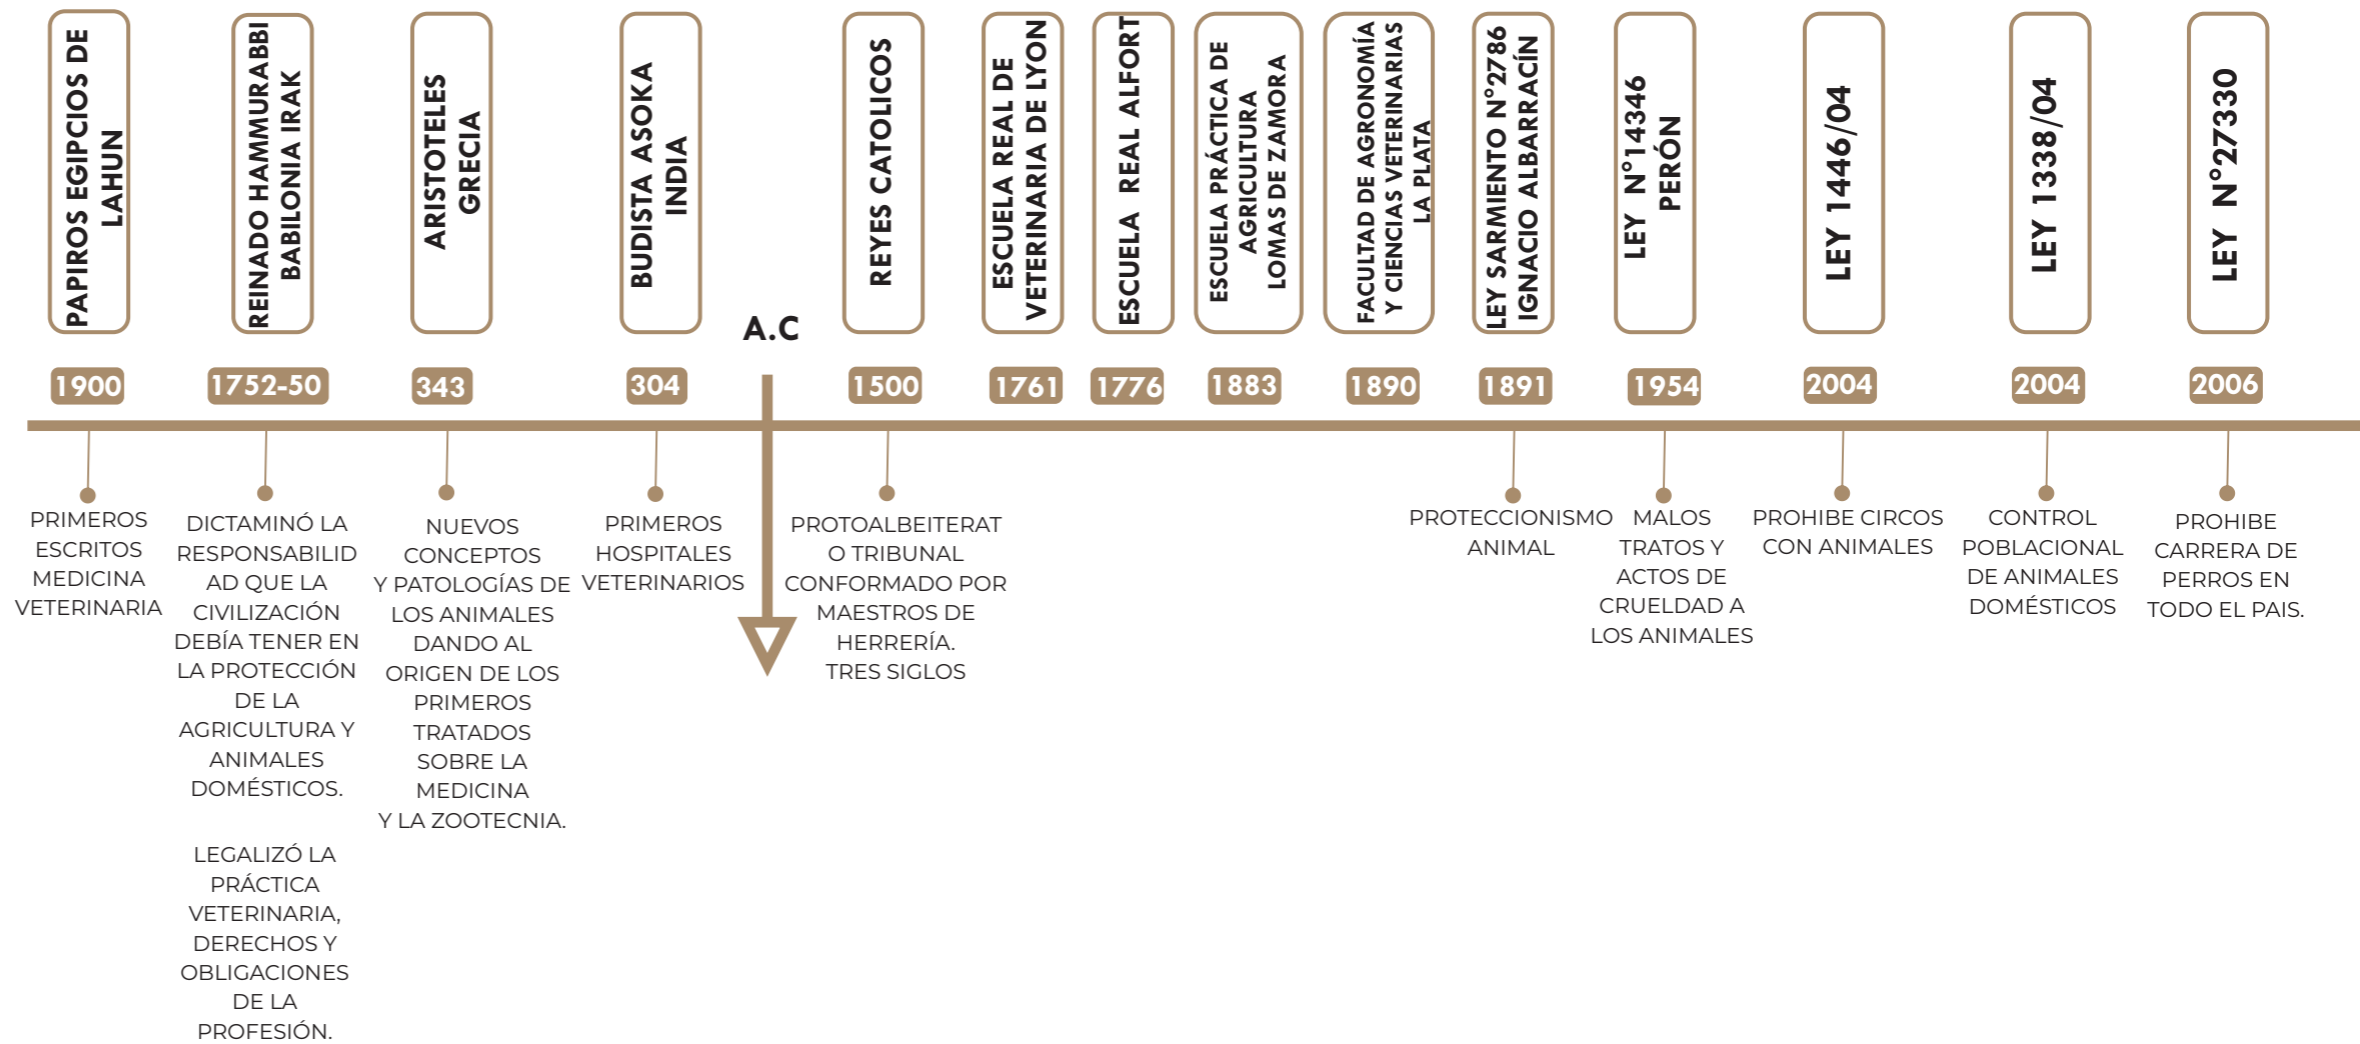 PAPIROS EGIPCIOS DE
LAHUN
1900
PRIMEROS
ESCRITOS
MEDICINA
VETERINARIA
REINADO HAMMURABBI
BABILONIA IRAK
1752-50
DICTAMINÓ LA
RESPONSABILID
AD QUE LA
CIVILIZACIÓN
DEBÍA TENER EN
LA PROTECCIÓN
DE LA
AGRICULTURA Y
ANIMALES
DOMÉSTICOS.
LEGALIZÓ LA
PRÁCTICA
VETERINARIA,
DERECHOS Y
OBLIGACIONES
DE LA
PROFESIÓN.
ARISTOTELES
GRECIA
343
NUEVOS
CONCEPTOS
Y PATOLOGÍAS DE
LOS ANIMALES
DANDO AL
ORIGEN DE LOS
PRIMEROS
TRATADOS
SOBRE LA
MEDICINA
Y LA ZOOTECNIA.
BUDISTA ASOKA
INDIA
304
PRIMEROS
HOSPITALES
VETERINARIOS
A.C
REYES CATOLICOS
1500
PROTOALBEITERAT
O TRIBUNAL
CONFORMADO POR
MAESTROS DE
HERRERÍA.
TRES SIGLOS
ESCUELA REAL DE
VETERINARIA DE LYON
1761
ESCUELA REAL ALFORT
1776
ESCUELA PRÁCTICA DE
AGRICULTURA
LOMAS DE ZAMORA
1883
FACULTAD DE AGRONOMÍA
Y CIENCIAS VETERINARIAS
LA PLATA
1890
LEY SARMIENTO N°2786
IGNACIO ALBARRACÍN
1891
PROTECCIONISMO
ANIMAL
LEY N°14346
PERÓN
1954
MALOS
TRATOS Y
ACTOS DE
CRUELDAD A
LOS ANIMALES
LEY 1446/04
2004
PROHIBE CIRCOS
CON ANIMALES
LEY 1338/04
2004
CONTROL
POBLACIONAL
DE ANIMALES
DOMÉSTICOS
LEY N°27330
2006
PROHIBE
CARRERA DE
PERROS EN
TODO EL PAIS.